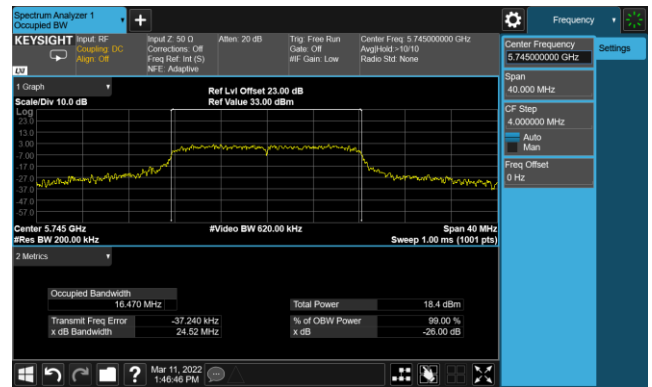 Spectrum Analyzer 1
Occupied BW
Frequency
KEYSIGHT
Input: RF
Coupling: DC
Align: Off
Input Z: 50 Ω
Corrections: Off
Freq Ref: Int (S)
NFE: Adaptive
Atten: 20 dB
Trig: Free Run
Gate: Off
#IF Gain: Low
Center Freq: 5.745000000 GHz
Avg|Hold:>10/10
Radio Std: None
LXI
Center Frequency
5.745000000 GHz
Settings
Span
40.000 MHz
CF Step
4.000000 MHz
Auto
Man
Freq Offset
0 Hz
1 Graph
Scale/Div 10.0 dB
Ref Lvl Offset 23.00 dB
Ref Value 33.00 dBm
Log
23.0
13.0
3.00
-7.00
-17.0
-27.0
-37.0
-47.0
-57.0
Center 5.745 GHz
#Res BW 200.00 kHz
#Video BW 620.00 kHz
Span 40 MHz
Sweep 1.00 ms (1001 pts)
2 Metrics
Occupied Bandwidth
16.470 MHz
Total Power 18.4 dBm
Transmit Freq Error -37.240 kHz
% of OBW Power 99.00 %
x dB Bandwidth 24.52 MHz
x dB -26.00 dB
?
Mar 11, 2022
1:46:46 PM